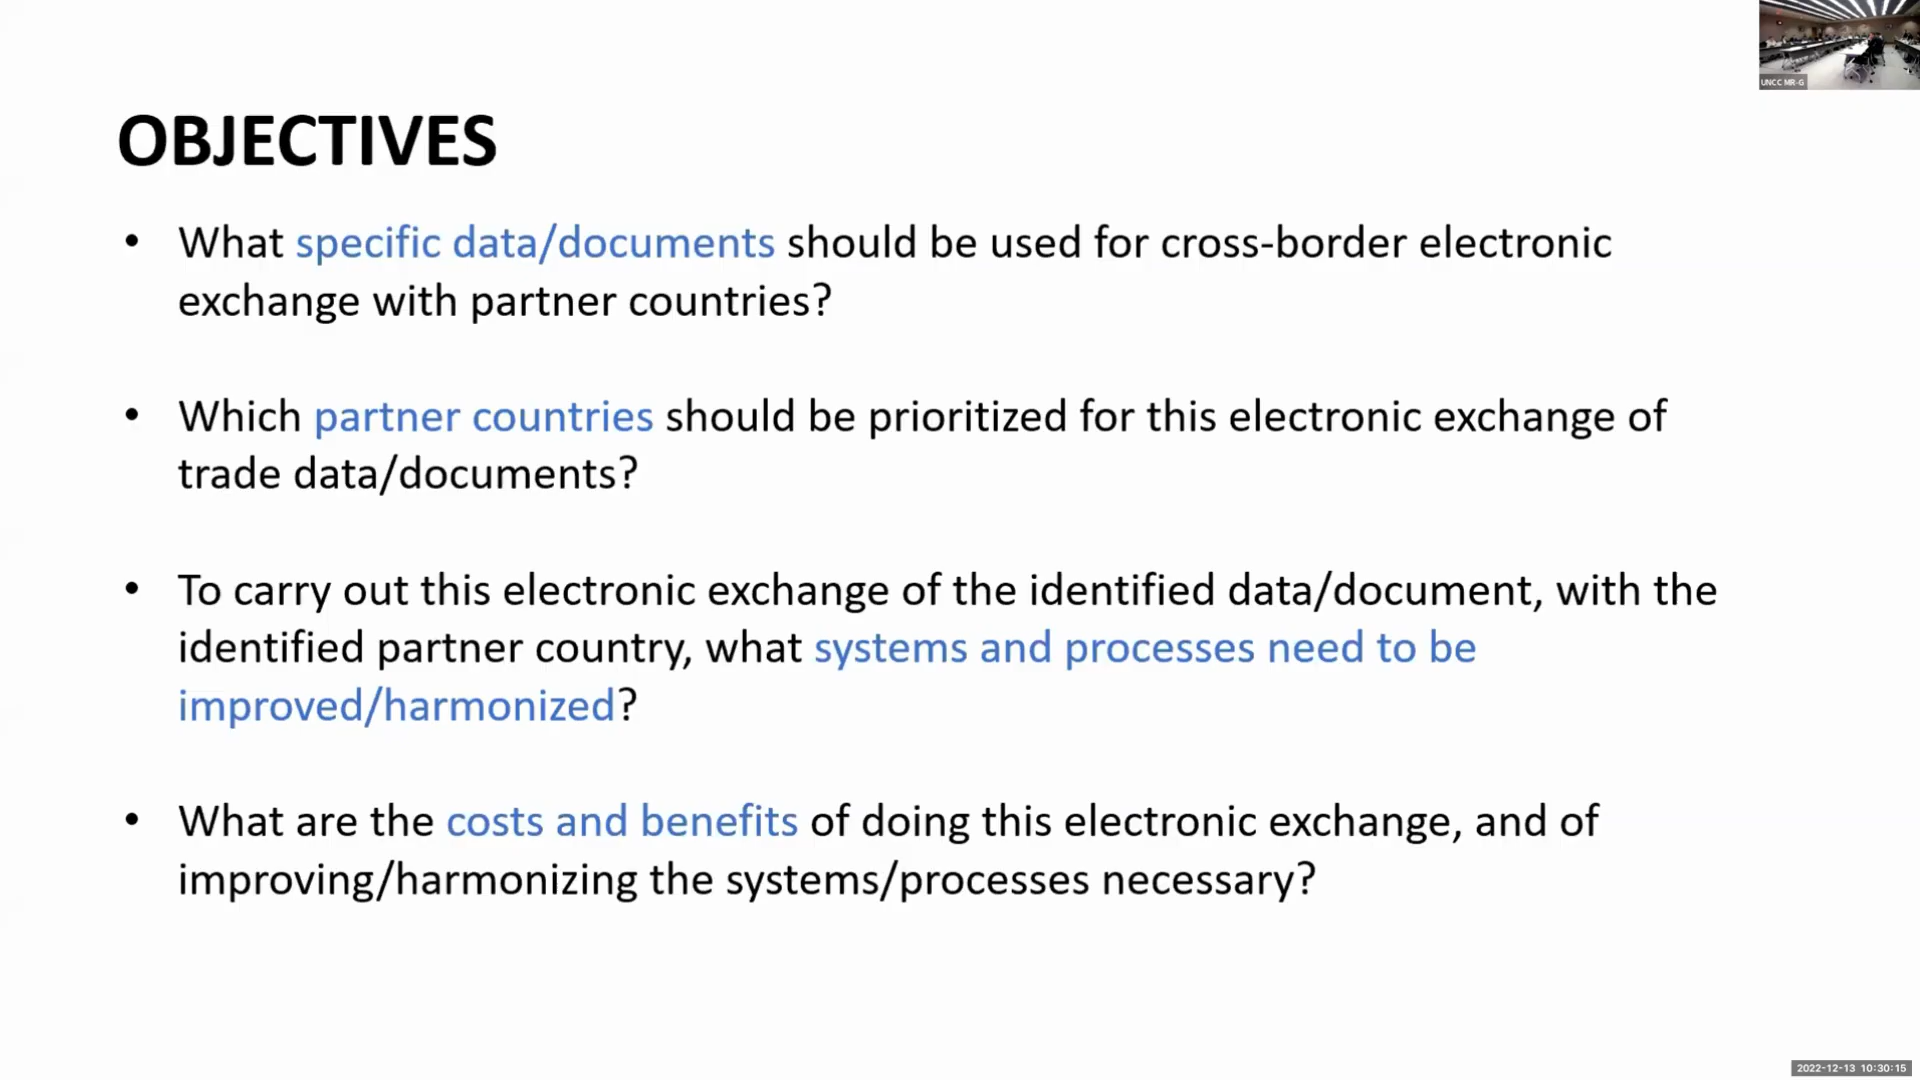 UNCC MR-G
OBJECTIVES
• What specific data/documents should be used for cross-border electronic
exchange with partner countries?
• Which partner countries should be prioritized for this electronic exchange of
trade data/documents?
• To carry out this electronic exchange of the identified data/document, with the
identified partner country, what systems and processes need to be
improved/harmonized?
• What are the costs and benefits of doing this electronic exchange, and of
improving/harmonizing the systems/processes necessary?
2022-12-13 10:30:15